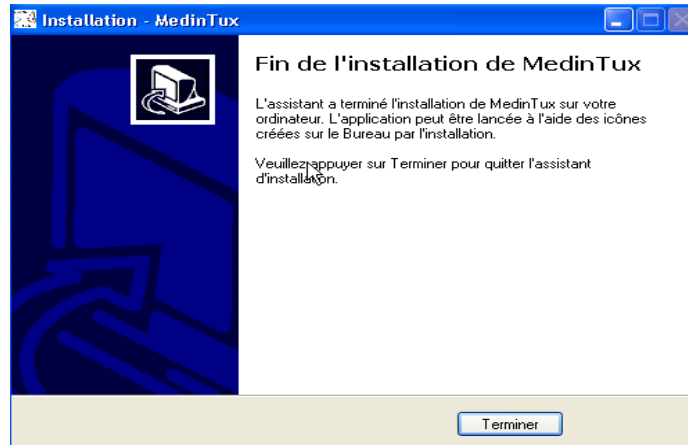 Installation - MedinTux
Fin de l'installation de MedinTux
L'assistant a terminé l'installation de MedinTux sur votre
ordinateur. L'application peut être lancée à l'aide des icônes
créées sur le Bureau par l'installation.
Veuillez appuyer sur Terminer pour quitter l'assistant
d'installation.
Terminer